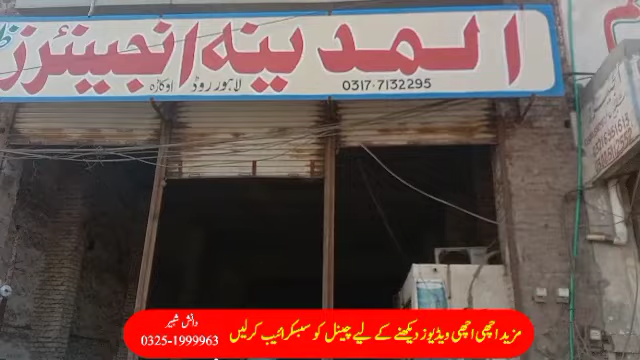 المدینہ انجینئرز
لاہور روڈ اوکاڑہ
0317-7132295
مزید اچھی اچھی ویڈیوز دیکھنے کے لیے چینل کو سبسکرائیب کرلیں
دانش شبیر
0325-1999963